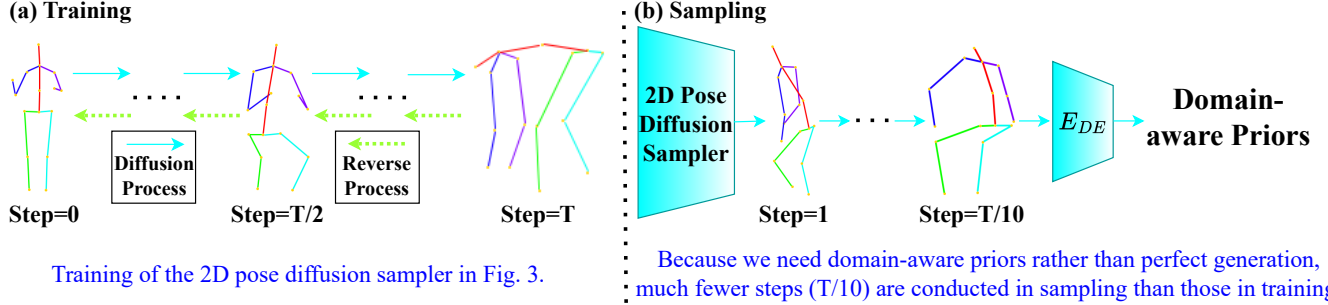 (a) Training
Diffusion
Process
Reverse
Process
Step=0
Step=T/2
Step=T
Training of the 2D pose diffusion sampler in Fig. 3.
(b) Sampling
2D Pose
Diffusion
Sampler
E_{DE}
Domain-
aware Priors
Step=1
Step=T/10
Because we need domain-aware priors rather than perfect generation,
much fewer steps (T/10) are conducted in sampling than those in training